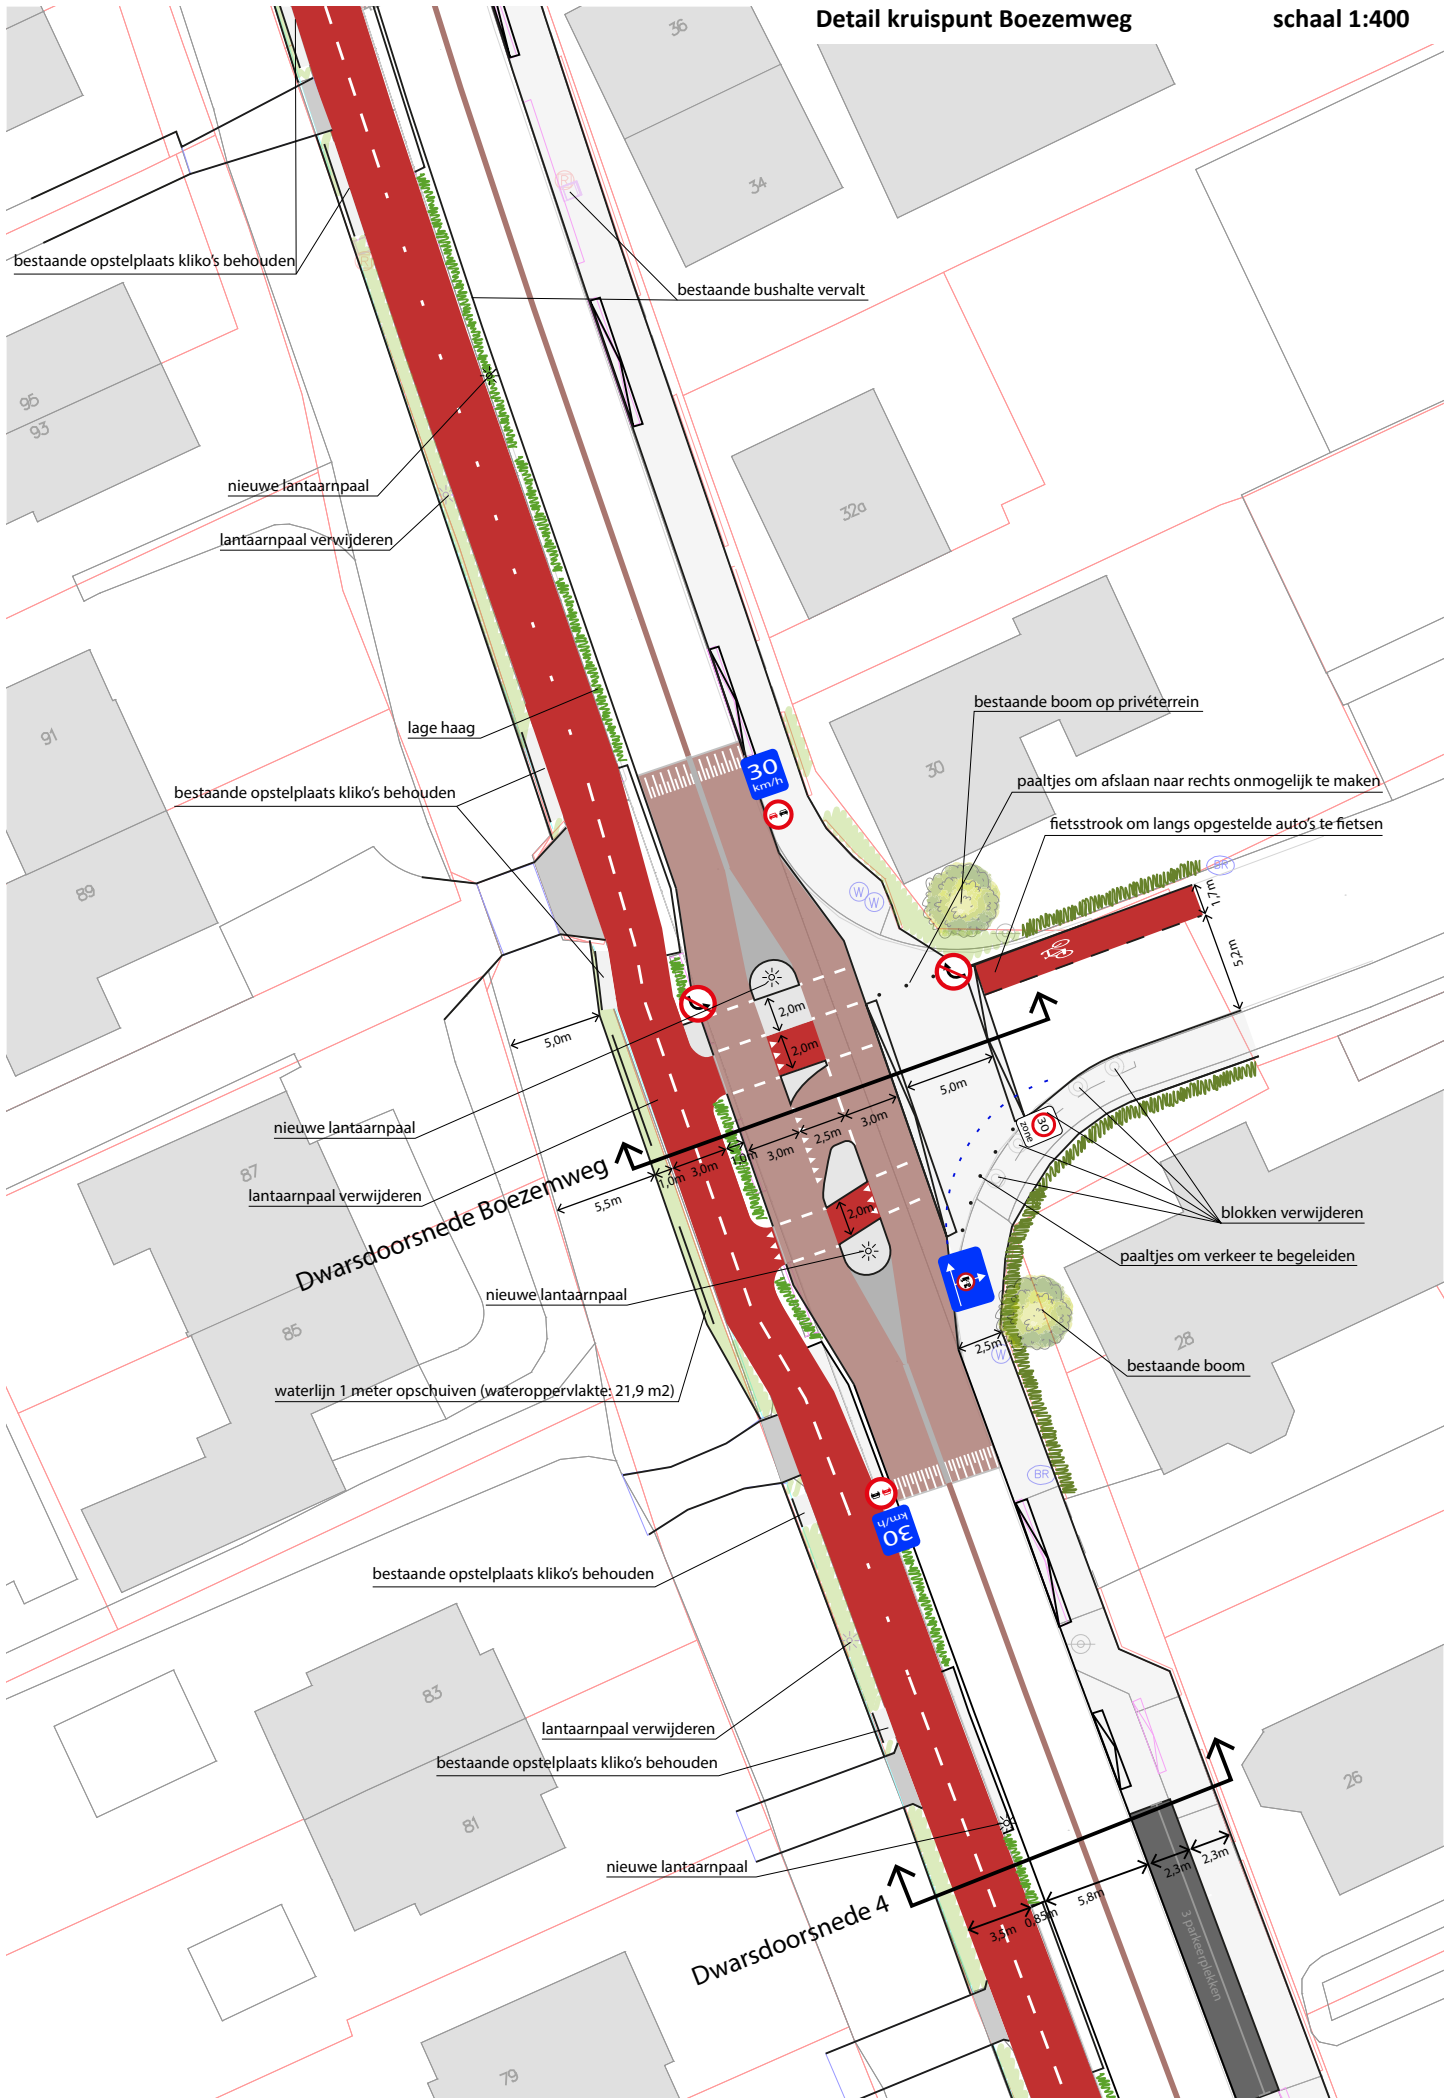 Detail kruispunt Boezemweg
schaal 1:400
36
34
bestaande opstelplaats kliko's behouden
bestaande bushalte vervalt
95
93
nieuwe lantaarnpaal
lantaarnpaal verwijderen
32a
bestaande boom op privéterrein
lage haag
91
30
km/h
30
paaltjes om afslaan naar rechts onmogelijk te maken
bestaande opstelplaats kliko's behouden
fietsstrook om langs opgestelde auto's te fietsen
BR
89
W
W
1,7m
5,2m
2,0m
5,0m
2,0m
5,0m
3,0m
2,5m
nieuwe lantaarnpaal
30
zone
1,0m
3,0m
3,0m
1,0m
87
lantaarnpaal verwijderen
5,5m
Dwarsdoorsnede Boezemweg
2,0m
blokken verwijderen
paaltjes om verkeer te begeleiden
nieuwe lantaarnpaal
85
28
2,5m
W
bestaande boom
waterlijn 1 meter opschuiven (wateroppervlakte: 21,9 m2)
BR
30
km/h
bestaande opstelplaats kliko's behouden
83
lantaarnpaal verwijderen
bestaande opstelplaats kliko's behouden
26
81
nieuwe lantaarnpaal
2,3m
2,3m
5,8m
0,85m
3,5m
Dwarsdoorsnede 4
3 parkeerplekken
79